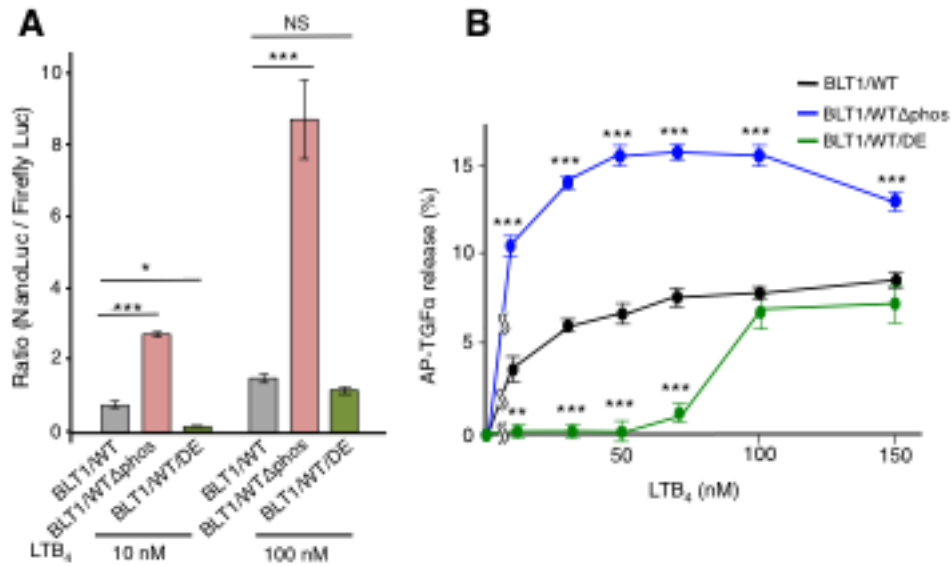 A
NS
***
10
8
6
4
2
0
Ratio (NanoLuc / Firefly Luc)
*
***
BLT1/WT
BLT1/WTΔphos
BLT1/WT/DE
BLT1/WT
BLT1/WTΔphos
BLT1/WT/DE
LTB₄
10 nM
100 nM
B
BLT1/WT
BLT1/WTΔphos
BLT1/WT/DE
AP-TGFα release (%)
15
10
5
0
*** *** *** *** *** ***
** *** *** ***
50 100 150
LTB₄ (nM)